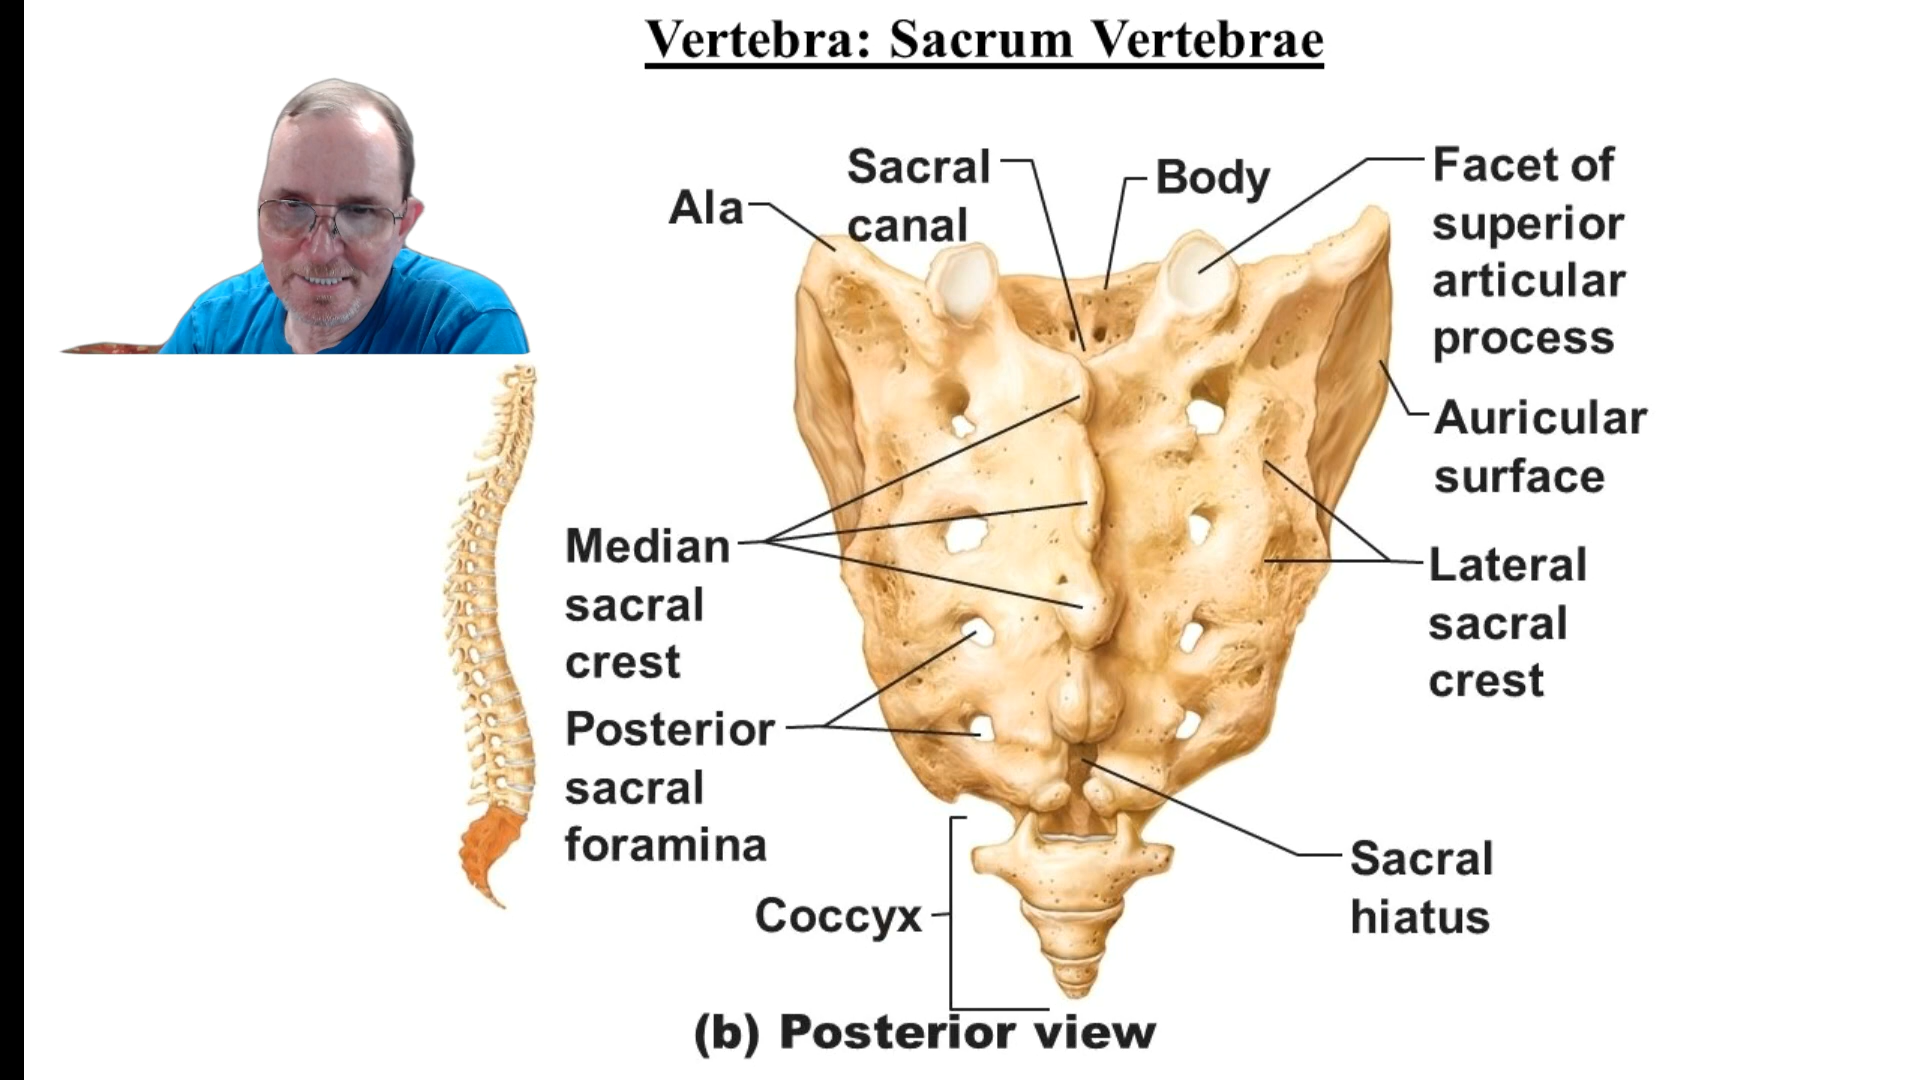 Vertebra: Sacrum Vertebrae
Sacral
canal
Body
Facet of
superior
articular
process
Ala
Auricular
surface
Median
sacral
crest
Lateral
sacral
crest
Posterior
sacral
foramina
Sacral
hiatus
Coccyx
(b) Posterior view